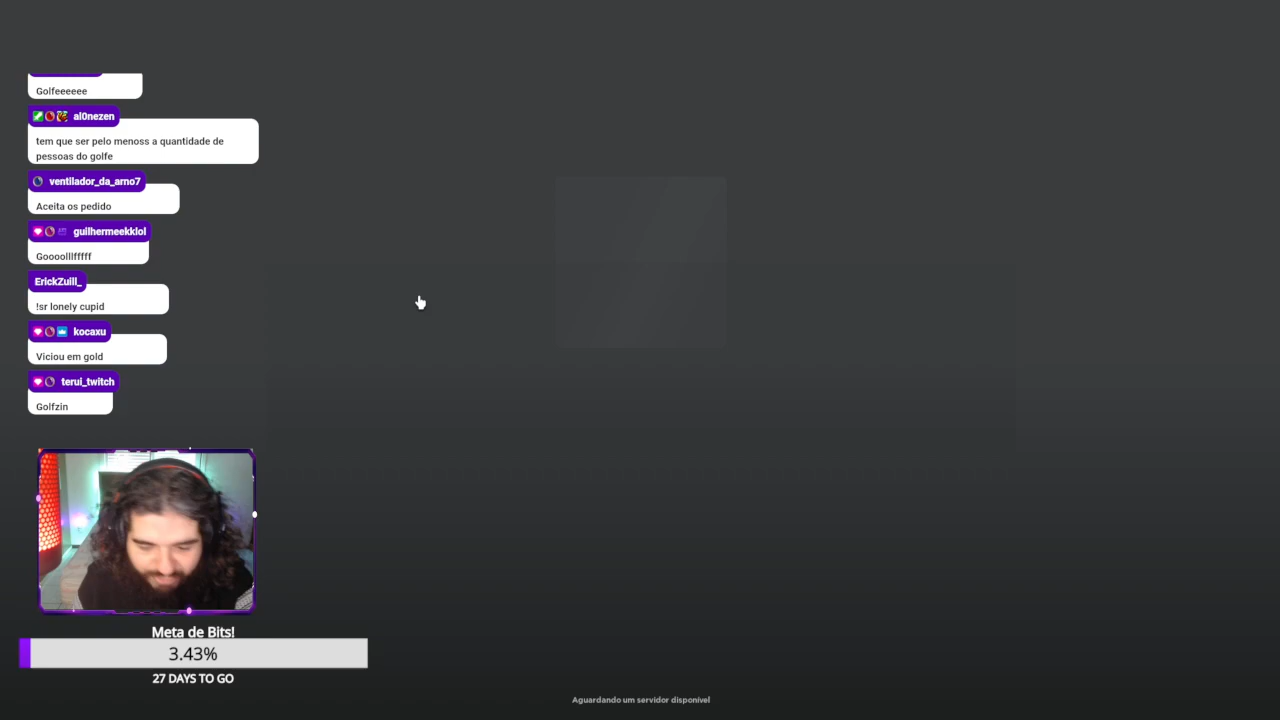 Golfeeeeee
al0nezen
tem que ser pelo menoss a quantidade de
pessoas do golfe
ventilador_da_arno7
Aceita os pedido
guilhermeekklol
Goooolllfffff
ErickZulll_
!sr lonely cupid
kocaxu
Viciou em gold
terui_twitch
Golfzin
Meta de Bits!
3.43%
27 DAYS TO GO
Aguardando um servidor disponível